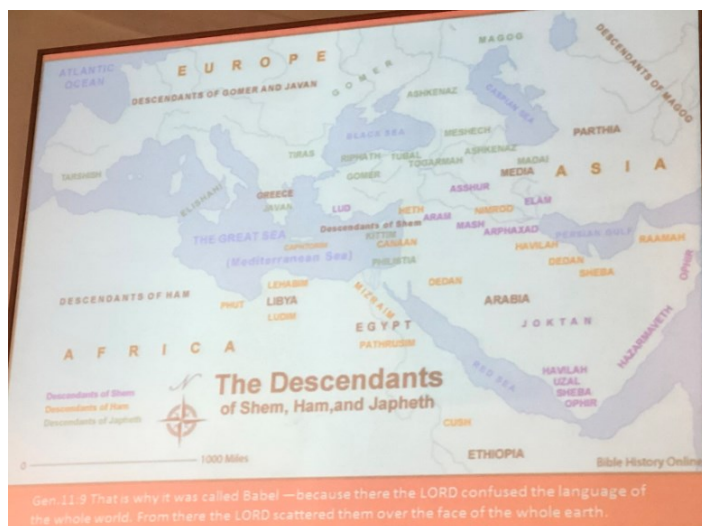 MAGOG
ATLANTIC
OCEAN
EUROPE
DESCENDANTS OF GOMER AND JAVAN
GOMER
DESCENDANTS OF MAGOG
ASHKENAZ
CASPIAN SEA
BLACK SEA
MESHECH
PARTHIA
TIRAS
RIPHATH
TUBAL
ASHKENAZ
TOGARMAH
MADAI
MEDIA
ASIA
TARSHISH
GOMER
ELISHAH
GREECE
JAVAN
LUD
ASSHUR
ELAM
HETH
ARAM
NIMROD
Descendants of Shem
MASH
ARPHAXAD
PERSIAN GULF
RAAMAH
THE GREAT SEA
(Mediterranean Sea)
KITTIM
CANAAN
HAVILAH
PHILISTIA
DEDAN
SHEBA
OPHIR
DEDAN
LEHABIM
MIZRAIM
DESCENDANTS OF HAM
PHUT
LIBYA
LUDIM
ARABIA
EGYPT
JOKTAN
HAZARMAVETH
PATHRUSIM
AFRICA
RED SEA
HAVILAH
UZAL
SHEBA
OPHIR
N
The Descendants
of Shem, Ham,and Japheth
Descendants of Shem
Descendants of Ham
Descendants of Japheth
CUSH
ETHIOPIA
0 1000 Miles
Bible History Online
Gen 11:9 That is why it was called Babel —because there the LORD confused the language of
the whole world. From there the LORD scattered them over the face of the whole earth.